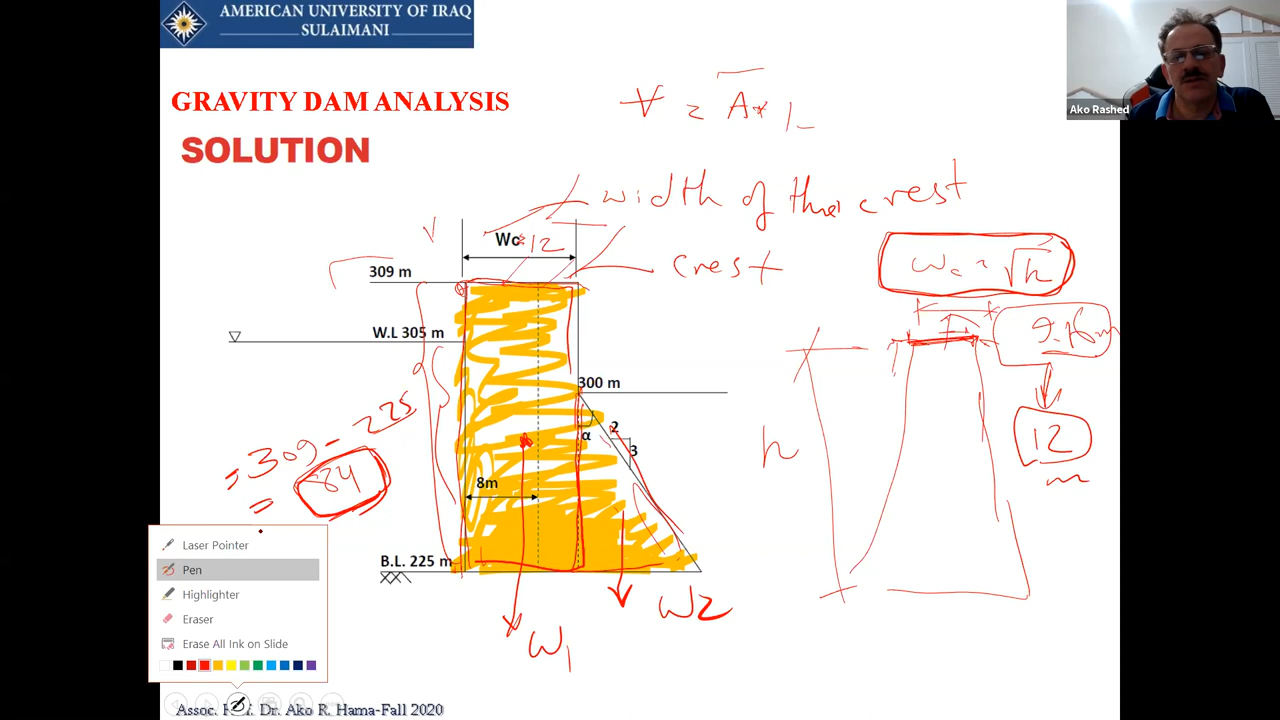 AMERICAN UNIVERSITY OF IRAQ
SULAIMANI
Ako Rashed
GRAVITY DAM ANALYSIS
SOLUTION
width of the crest
Wc = 12
crest
Wc = √h
309 m
W.L 305 m
9.16m
300 m
α
2
3
12
m
h
= 309 - 225
= 84
8m
B.L. 225 m
W1
W2
Laser Pointer
Pen
Highlighter
Eraser
Erase All Ink on Slide
Dr. Ako R. Hama-Fall 2020